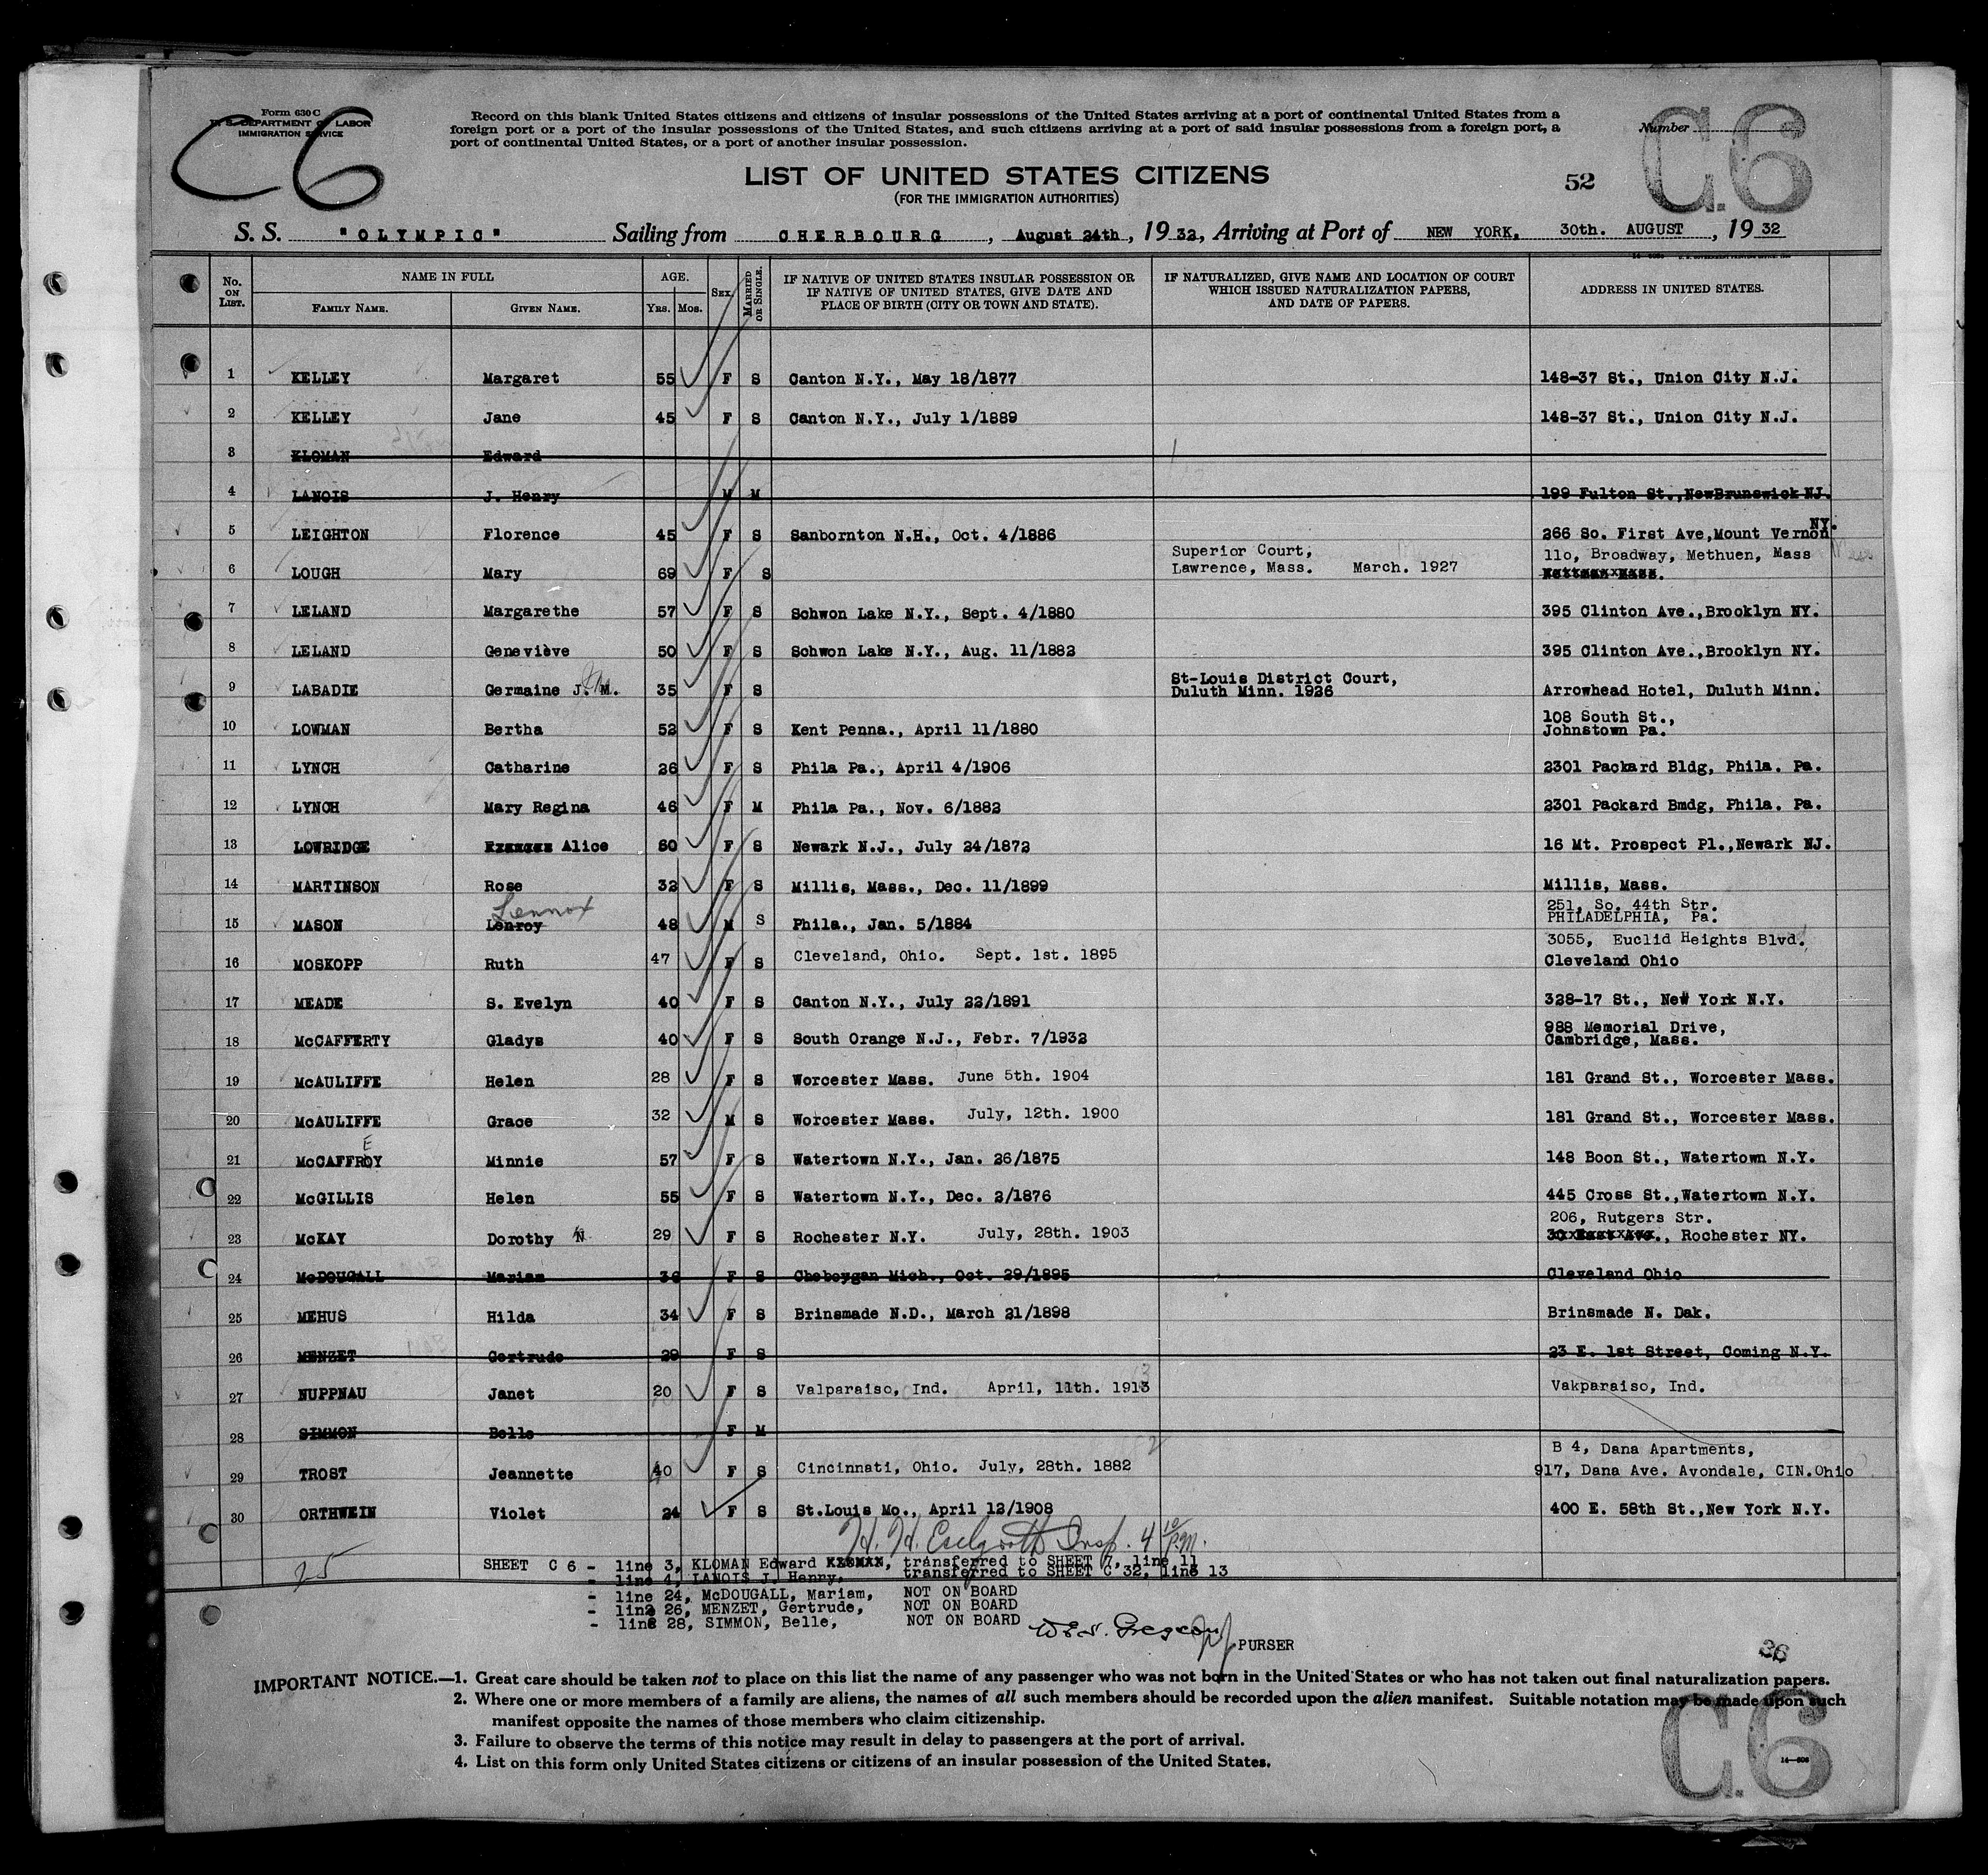 Form 630 C
U. S. DEPARTMENT OF LABOR
IMMIGRATION SERVICE
C6
Record on this blank United States citizens and citizens of insular possessions of the United States arriving at a port of continental United States from a
foreign port or a port of the insular possessions of the United States, and such citizens arriving at a port of said insular possessions from a foreign port, a
port of continental United States, or a port of another insular possession.
Number
C.6
LIST OF UNITED STATES CITIZENS
(FOR THE IMMIGRATION AUTHORITIES)
52
S. S. "OLYMPIC" Sailing from CHERBOURG, August 24th, 1932, Arriving at Port of NEW YORK, 30th. AUGUST, 1932
No. ON LIST. NAME IN FULL FAMILY NAME. GIVEN NAME. AGE. YRS. MOS. SEX MARRIED OR SINGLE. IF NATIVE OF UNITED STATES INSULAR POSSESSION OR IF NATIVE OF UNITED STATES, GIVE DATE AND PLACE OF BIRTH (CITY OR TOWN AND STATE). IF NATURALIZED, GIVE NAME AND LOCATION OF COURT WHICH ISSUED NATURALIZATION PAPERS, AND DATE OF PAPERS. ADDRESS IN UNITED STATES.
1 KELLEY Margaret 55 F S Canton N.Y., May 18/1877 148-37 St., Union City N.J.
2 KELLEY Jane 45 F S Canton N.Y., July 1/1889 148-37 St., Union City N.J.
3 KLOMAN Edward
4 LANOIS J. Henry M M 199 Fulton St.,NewBrunswick NJ.
5 LEIGHTON Florence 45 F S Sanbornton N.H., Oct. 4/1886 266 So. First Ave,Mount Vernon NY.
6 LOUGH Mary 69 F S Superior Court, Lawrence, Mass. March. 1927 110, Broadway, Methuen, Mass
7 LELAND Margarethe 57 F S Schwon Lake N.Y., Sept. 4/1880 395 Clinton Ave.,Brooklyn NY.
8 LELAND Geneviève 50 F S Schwon Lake N.Y., Aug. 11/1882 395 Clinton Ave.,Brooklyn NY.
9 LABADIE Germaine J. M. 35 F S St-Louis District Court, Duluth Minn. 1926 Arrowhead Hotel, Duluth Minn.
10 LOWMAN Bertha 52 F S Kent Penna., April 11/1880 108 South St., Johnstown Pa.
11 LYNCH Catharine 26 F S Phila Pa., April 4/1906 2301 Packard Bldg, Phila. Pa.
12 LYNCH Mary Regina 46 F M Phila Pa., Nov. 6/1882 2301 Packard Bmdg, Phila. Pa.
13 LOWRIDGE Alice 60 F S Newark N.J., July 24/1872 16 Mt. Prospect Pl.,Newark NJ.
14 MARTINSON Rose 32 F S Millis, Mass., Dec. 11/1899 Millis, Mass.
15 MASON Lenroy Lennox 48 M S Phila., Jan. 5/1884 251, So. 44th Str. PHILADELPHIA, Pa.
16 MOSKOPP Ruth 47 F S Cleveland, Ohio. Sept. 1st. 1895 3055, Euclid Heights Blvd. Cleveland Ohio
17 MEADE S. Evelyn 40 F S Canton N.Y., July 22/1891 328-17 St., New York N.Y.
18 McCAFFERTY Gladys 40 F S South Orange N.J., Febr. 7/1932 988 Memorial Drive, Cambridge, Mass.
19 McAULIFFE Helen 28 F S Worcester Mass. June 5th. 1904 181 Grand St., Worcester Mass.
20 McAULIFFE Grace 32 M S Worcester Mass. July, 12th. 1900 181 Grand St., Worcester Mass.
21 McCAFFROY E Minnie 57 F S Watertown N.Y., Jan. 26/1875 148 Boon St., Watertown N.Y.
22 McGILLIS Helen 55 F S Watertown N.Y., Dec. 2/1876 445 Cross St.,Watertown N.Y.
23 McKAY Dorothy N 29 F S Rochester N.Y. July, 28th. 1903 206, Rutgers Str. Rochester NY.
24 McDOUGALL Mariam 36 F S Cheboygan Mich., Oct. 29/1895 Cleveland Ohio
25 MEHUS Hilda 34 F S Brinsmade N.D., March 21/1898 Brinsmade N. Dak.
26 MENZET Gertrude 29 F S 23 E. 1st Street, Coming N.Y.
27 NUPPNAU Janet 20 F S Valparaiso, Ind. April, 11th. 1913 Vakparaiso, Ind.
28 SIMMON Belle F M
29 TROST Jeannette 40 F S Cincinnati, Ohio. July, 28th. 1882 B 4, Dana Apartments, 917, Dana Ave. Avondale, CIN.Ohio
30 ORTHWEIN Violet 24 F S St.Louis Mo., April 12/1908 400 E. 58th St.,New York N.Y.
25
SHEET C 6 - line 3, KLOMAN Edward, transferred to SHEET 7, line 11
- line 4, LANOIS J. Henry, transferred to SHEET C 32, line 13
- line 24, McDOUGALL, Mariam, NOT ON BOARD
- line 26, MENZET, Gertrude, NOT ON BOARD
- line 28, SIMMON, Belle, NOT ON BOARD
PURSER
36
IMPORTANT NOTICE.—1. Great care should be taken not to place on this list the name of any passenger who was not born in the United States or who has not taken out final naturalization papers.
2. Where one or more members of a family are aliens, the names of all such members should be recorded upon the alien manifest. Suitable notation may be made upon such
manifest opposite the names of those members who claim citizenship.
3. Failure to observe the terms of this notice may result in delay to passengers at the port of arrival.
4. List on this form only United States citizens or citizens of an insular possession of the United States.
C.6